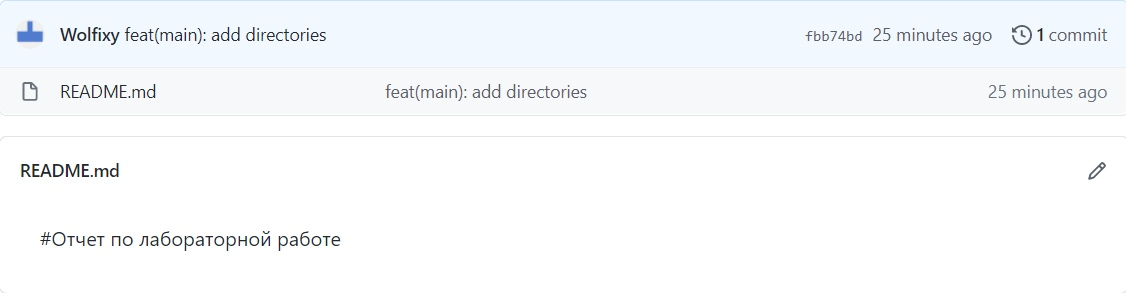 Wolfixy feat(main): add directories fbb74bd 25 minutes ago 1 commit
README.md feat(main): add directories 25 minutes ago
README.md
#Отчет по лабораторной работе